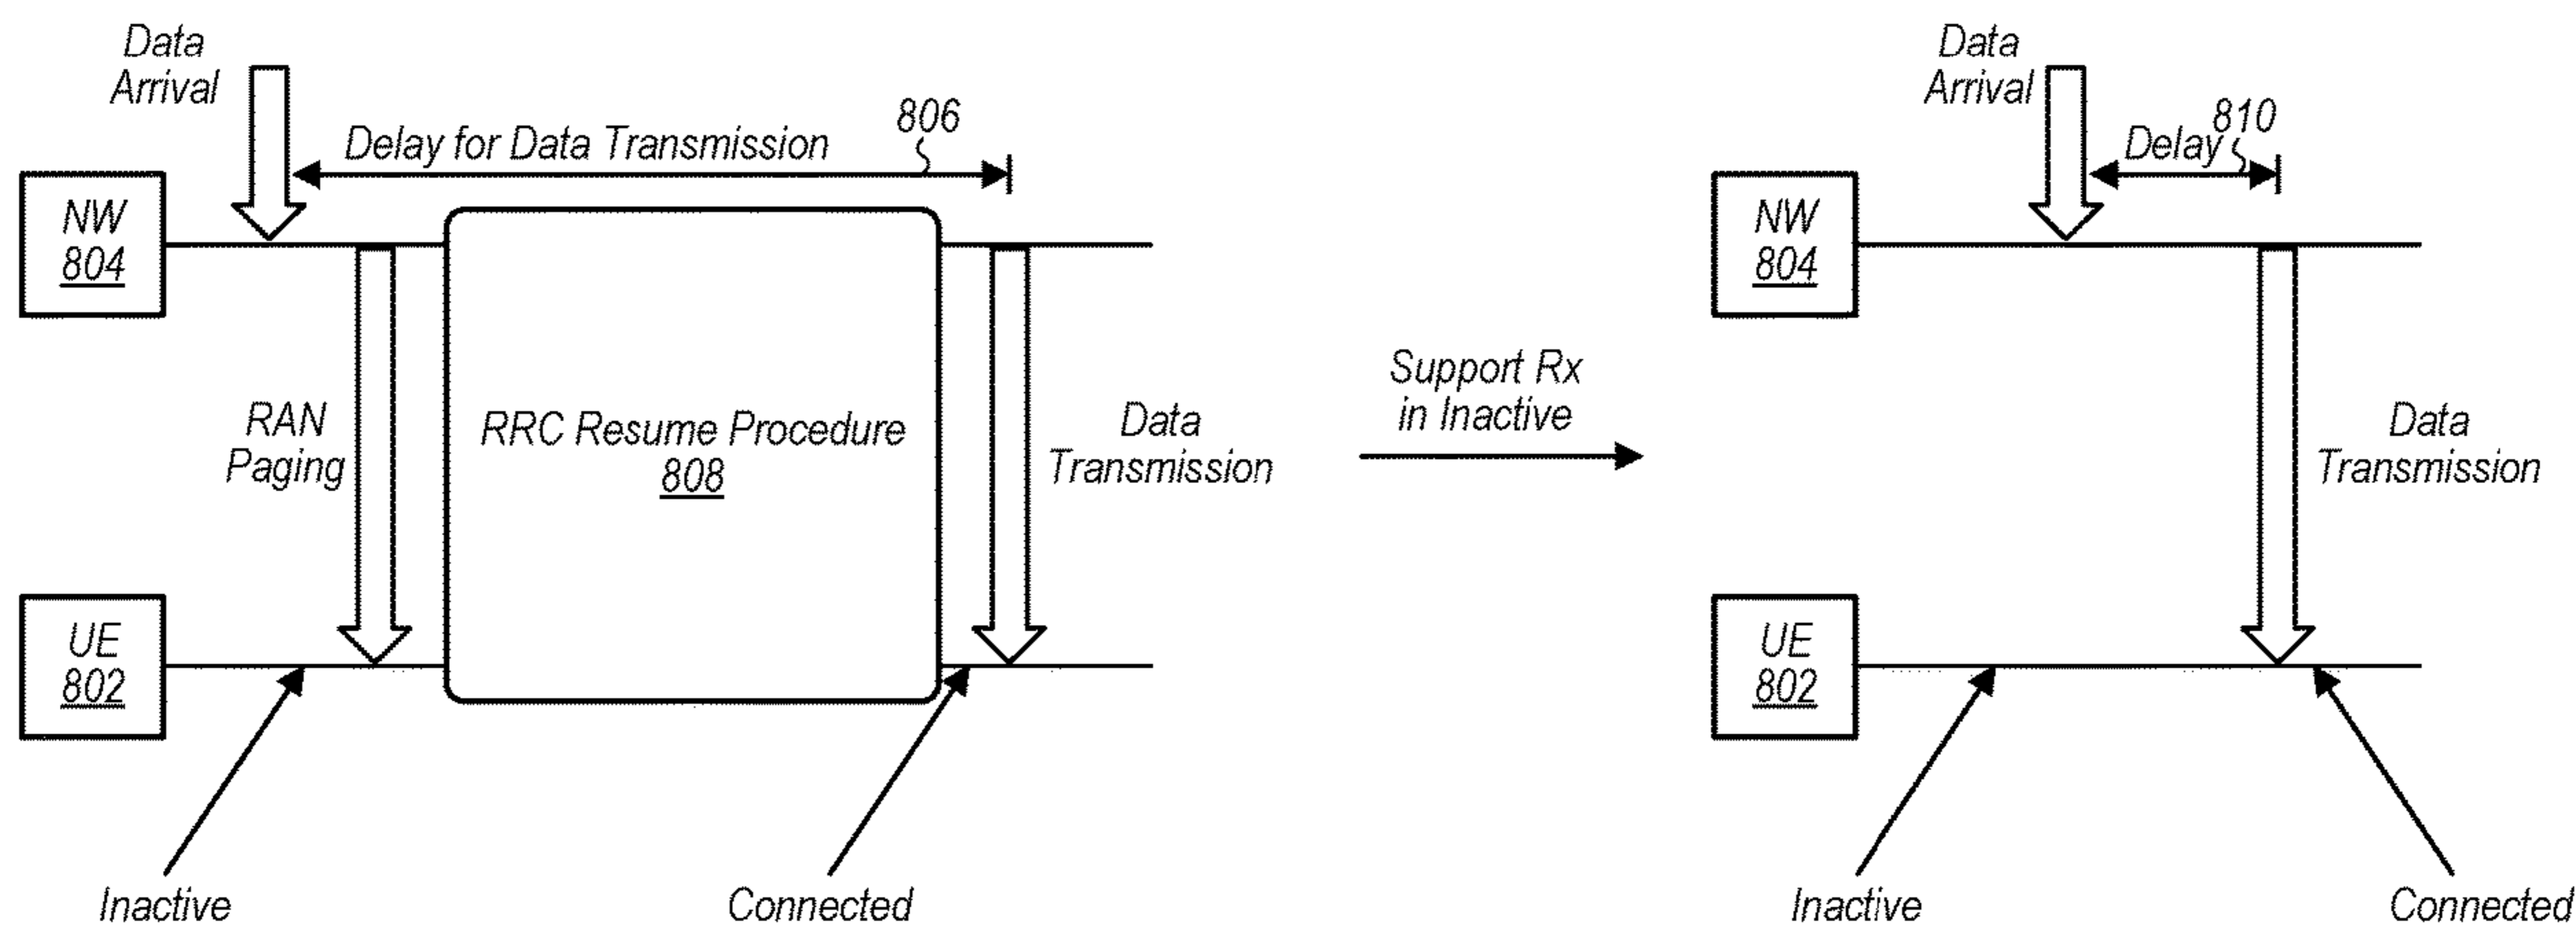 Data
Arrival
Delay for Data Transmission
806
NW
804
RAN
Paging
RRC Resume Procedure
808
Data
Transmission
UE
802
Inactive
Connected
Support Rx
in Inactive
Data
Arrival
Delay
810
NW
804
Data
Transmission
UE
802
Inactive
Connected